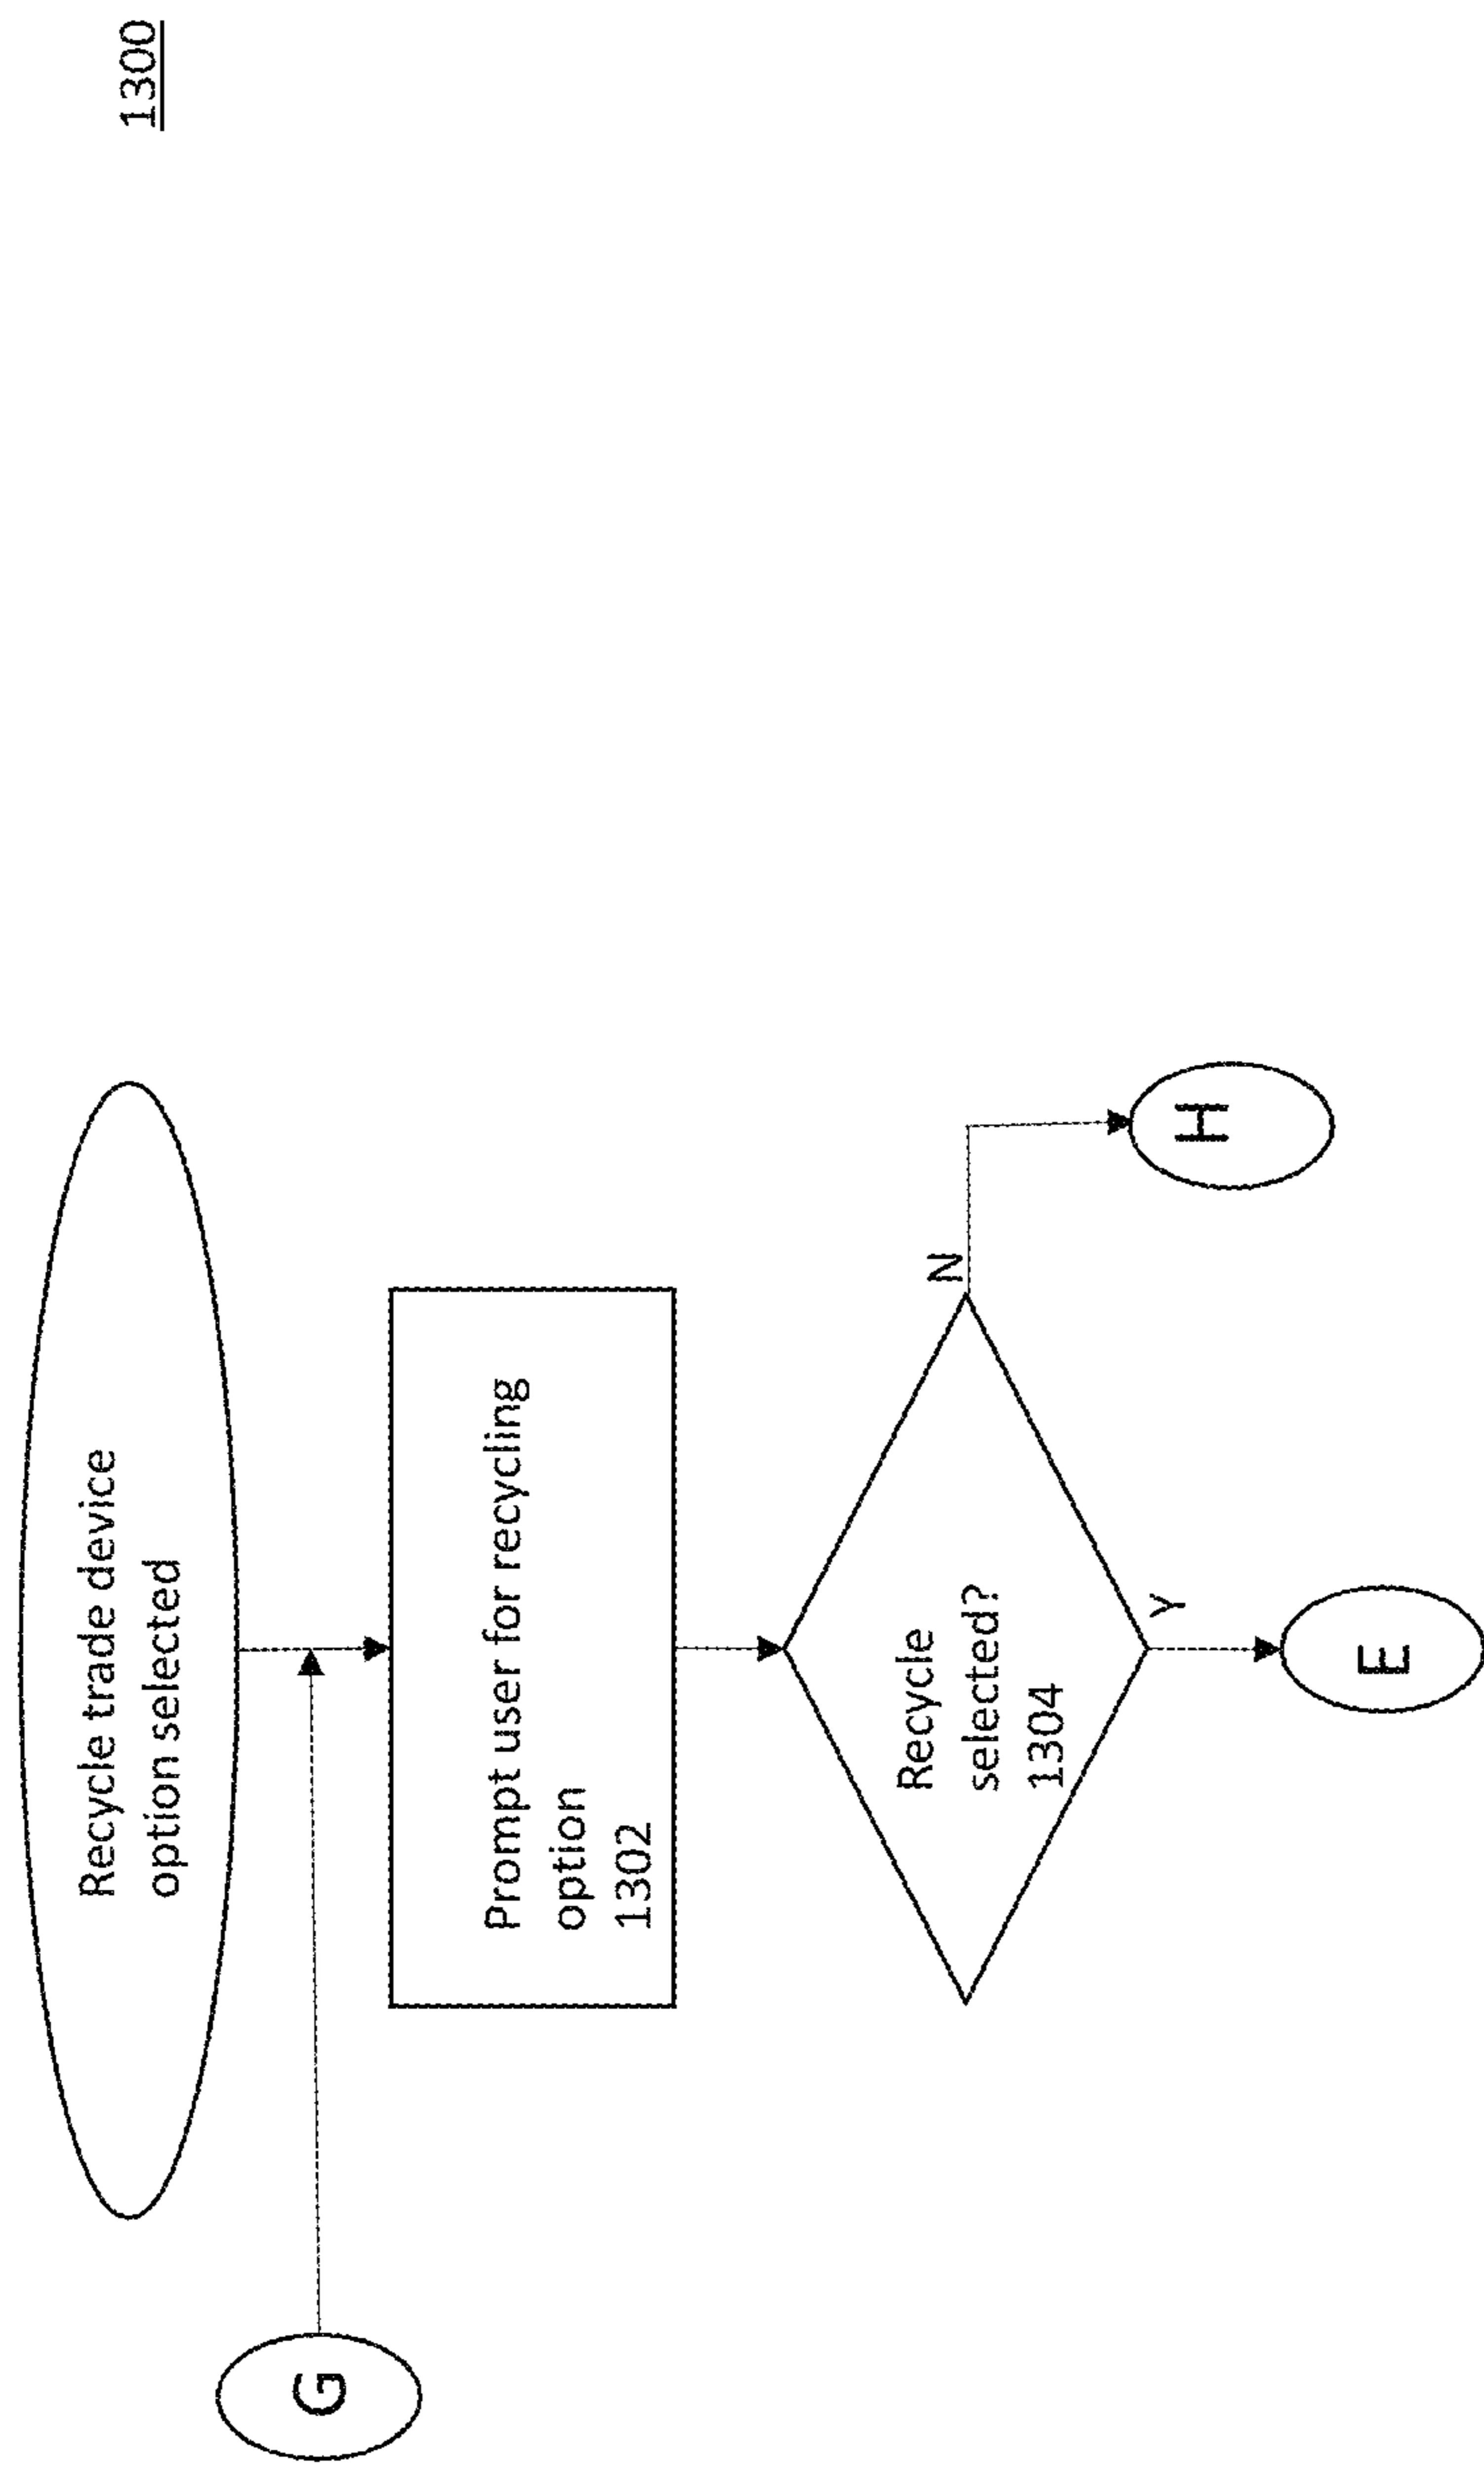 1300
Recycle trade device
option selected
G
Prompt user for recycling
option
1302
Recycle
selected?
1304
N
H
Y
E